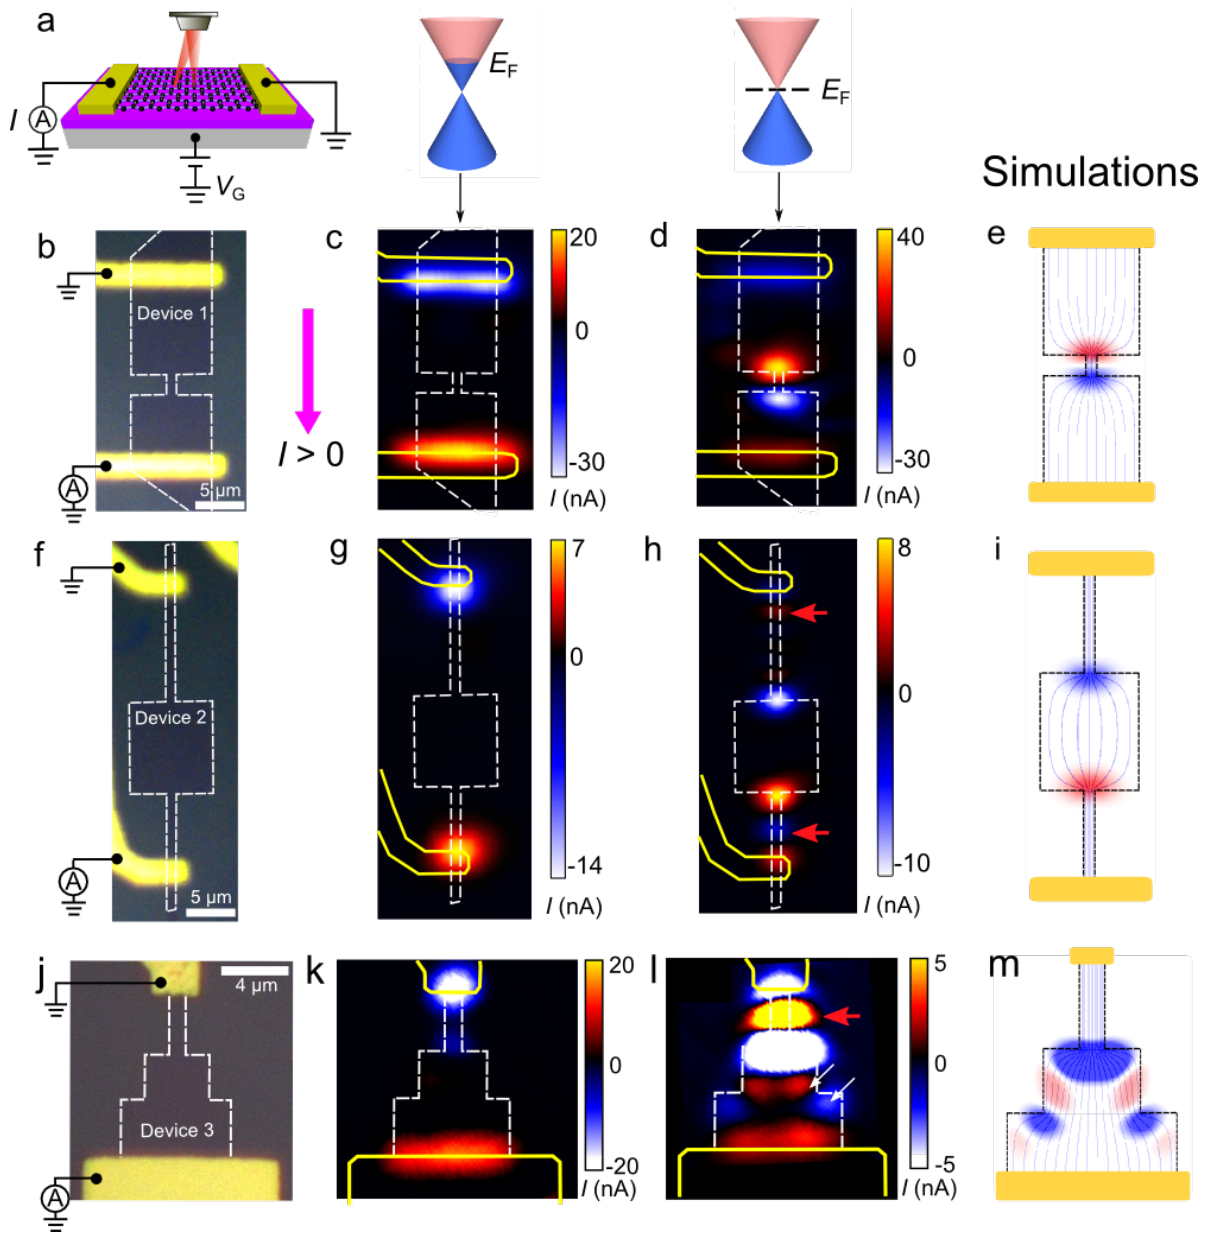 a
E_F
E_F
I
A
V_G
Simulations
b
Device 1
A
5 µm
I > 0
c
20
0
-30
I (nA)
d
40
0
-30
I (nA)
e
f
Device 2
A
5 µm
g
7
0
-14
I (nA)
h
8
0
-10
I (nA)
i
j
4 µm
Device 3
A
k
20
0
-20
I (nA)
l
5
0
-5
I (nA)
m